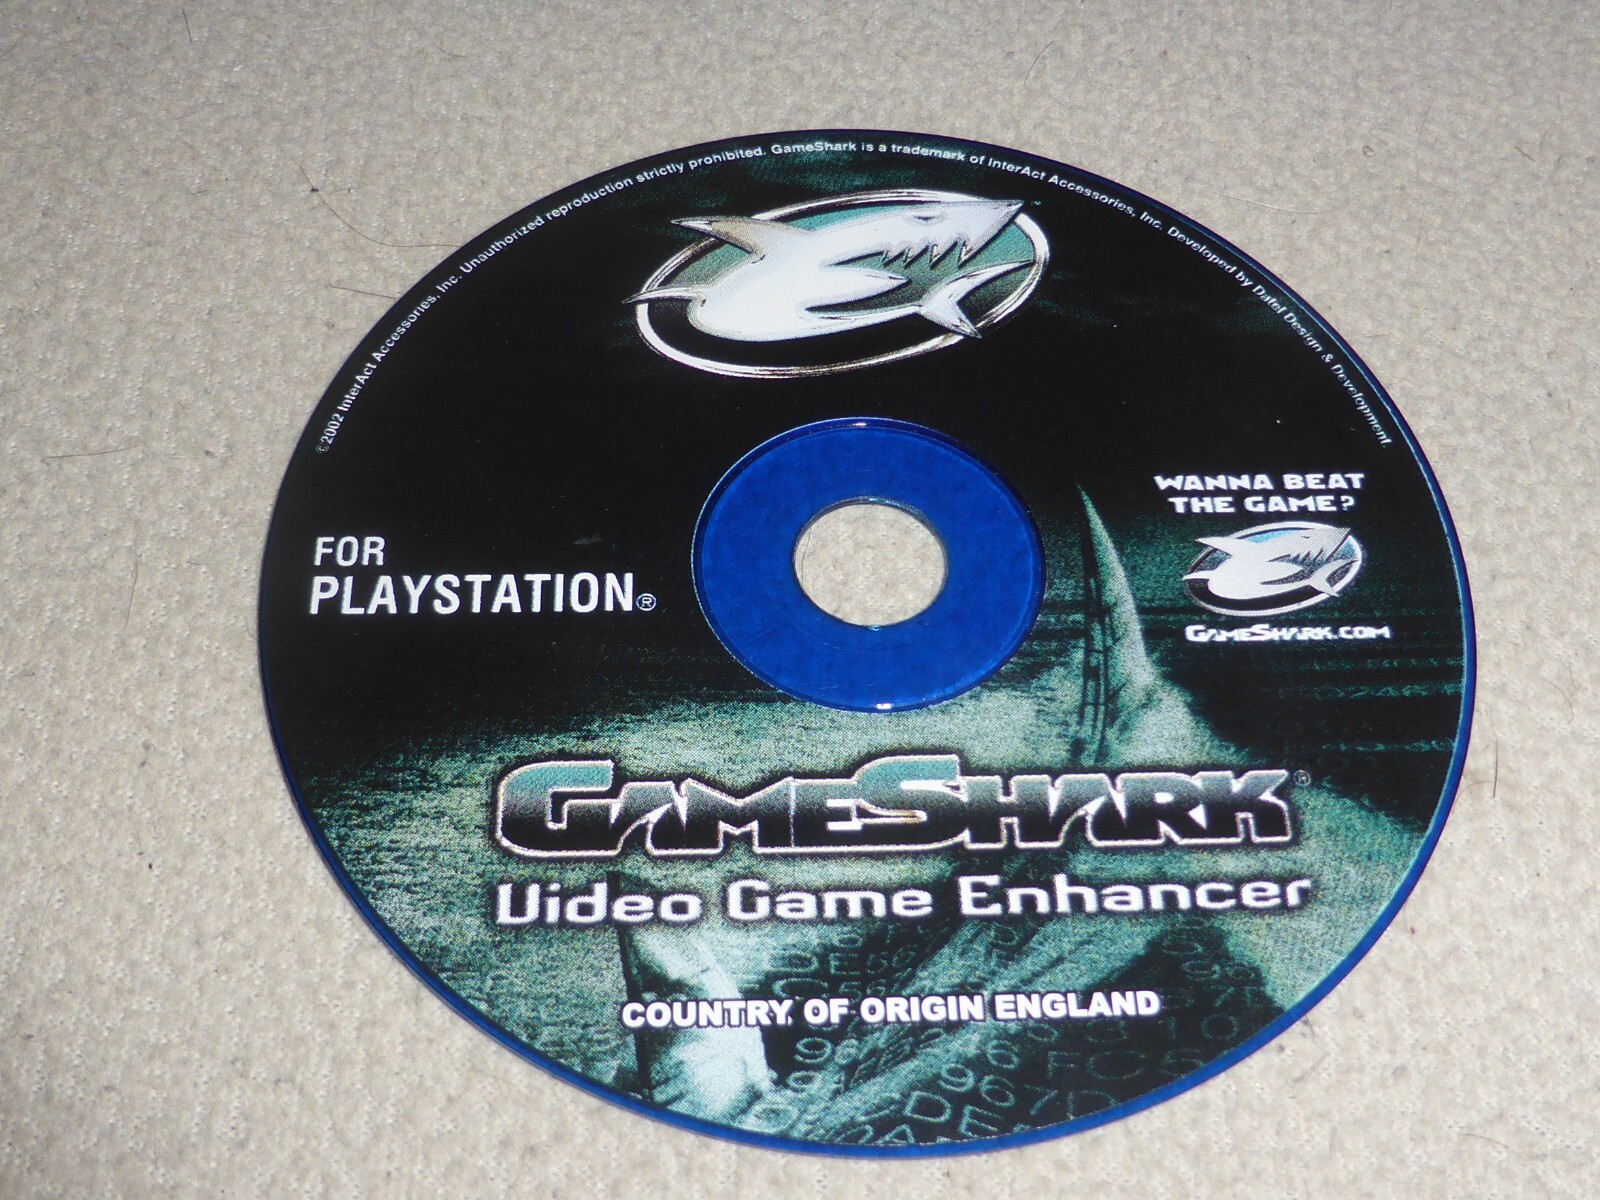 ©2002 InterAct Accessories, Inc. Unauthorized reproduction strictly prohibited. GameShark is a trademark of InterAct Accessories, Inc. Developed by Datel Design & Development.
FOR
PLAYSTATION®
WANNA BEAT
THE GAME?
GAMESHARK.COM
GAMESHARK®
Video Game Enhancer
COUNTRY OF ORIGIN ENGLAND
967D